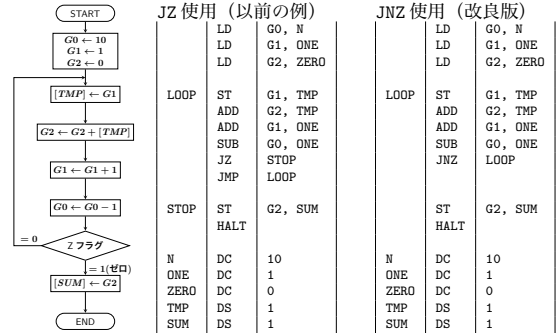 START
G0 ← 10
G1 ← 1
G2 ← 0
[TMP] ← G1
G2 ← G2 + [TMP]
G1 ← G1 + 1
G0 ← G0 − 1
= 0
Z フラグ
= 1(ゼロ)
[SUM] ← G2
END
JZ 使用（以前の例）
LD G0, N
LD G1, ONE
LD G2, ZERO
LOOP ST G1, TMP
ADD G2, TMP
ADD G1, ONE
SUB G0, ONE
JZ STOP
JMP LOOP
STOP ST G2, SUM
HALT
N DC 10
ONE DC 1
ZERO DC 0
TMP DS 1
SUM DS 1
JNZ 使用（改良版）
LD G0, N
LD G1, ONE
LD G2, ZERO
LOOP ST G1, TMP
ADD G2, TMP
ADD G1, ONE
SUB G0, ONE
JNZ LOOP
ST G2, SUM
HALT
N DC 10
ONE DC 1
ZERO DC 0
TMP DS 1
SUM DS 1